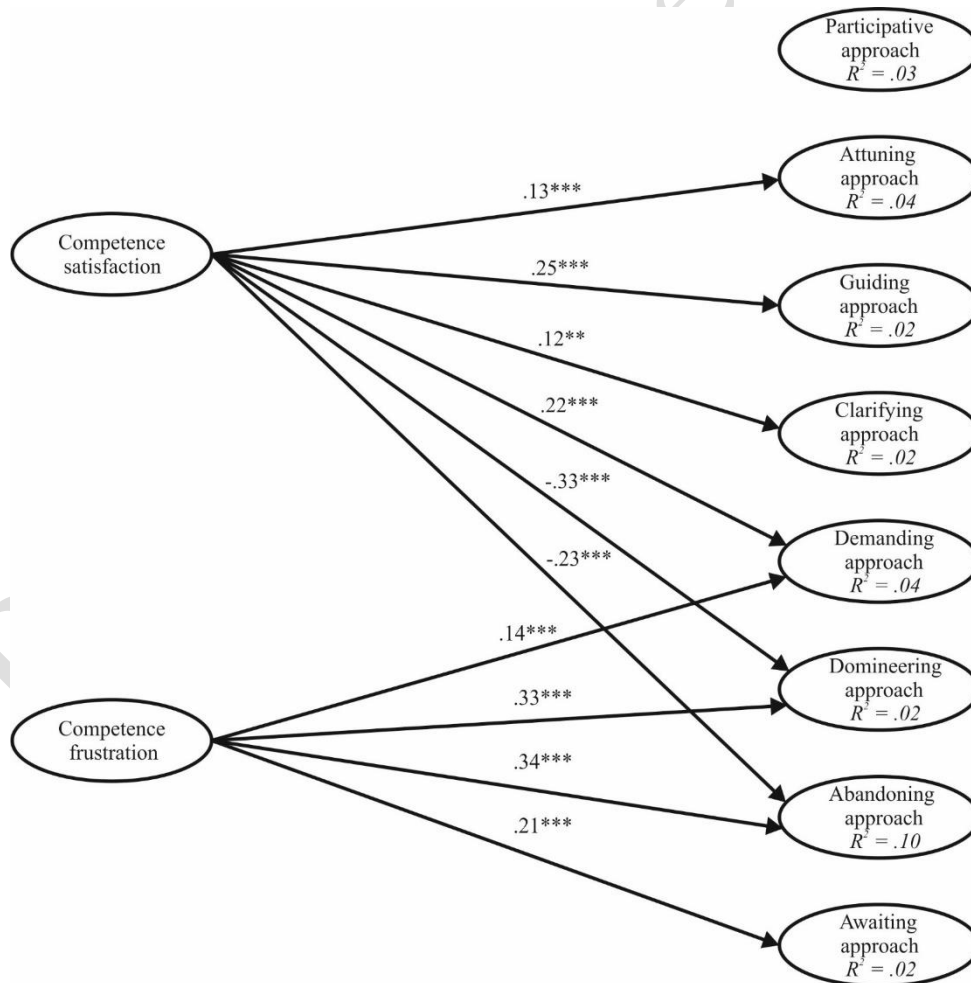 Participative
approach
R² = .03
Attuning
approach
R² = .04
.13***
Competence
satisfaction
Guiding
approach
R² = .02
.25***
.12**
Clarifying
approach
R² = .02
.22***
-.33***
Demanding
approach
R² = .04
-.23***
.14***
Domineering
approach
R² = .02
.33***
Competence
frustration
.34***
Abandoning
approach
R² = .10
.21***
Awaiting
approach
R² = .02